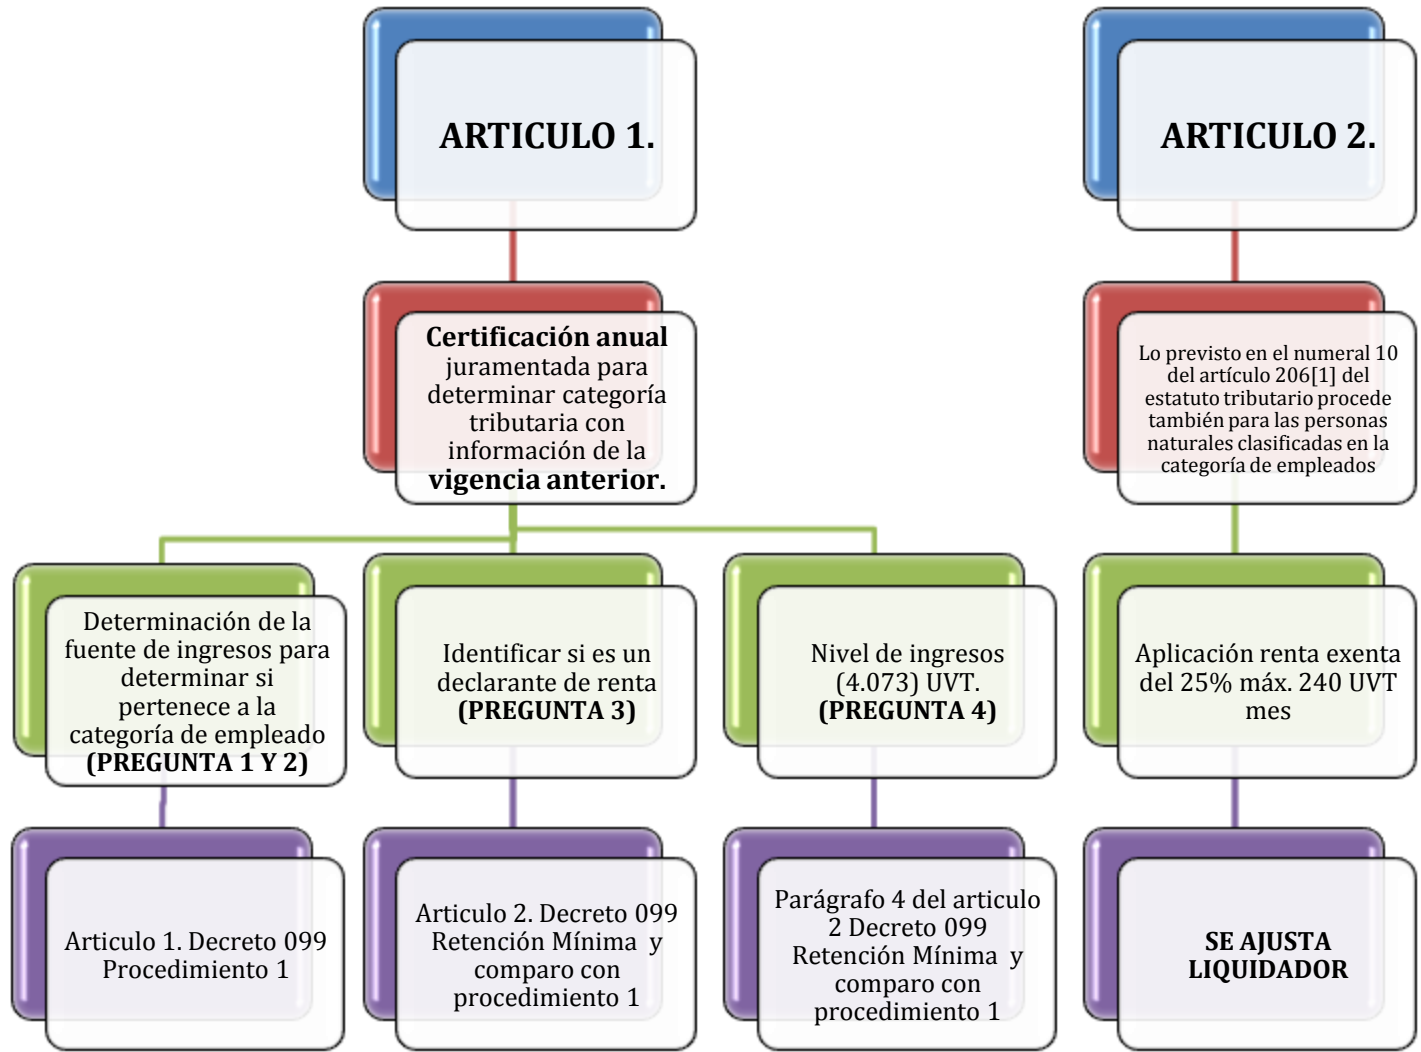 ARTICULO 1.
ARTICULO 2.
Certificación anual
juramentada para
determinar categoría
tributaria con
información de la
vigencia anterior.
Lo previsto en el numeral 10
del artículo 206[1] del
estatuto tributario procede
también para las personas
naturales clasificadas en la
categoría de empleados
Determinación de la
fuente de ingresos para
determinar si
pertenece a la
categoría de empleado
(PREGUNTA 1 Y 2)
Identificar si es un
declarante de renta
(PREGUNTA 3)
Nivel de ingresos
(4.073) UVT.
(PREGUNTA 4)
Aplicación renta exenta
del 25% máx. 240 UVT
mes
Articulo 1. Decreto 099
Procedimiento 1
Articulo 2. Decreto 099
Retención Mínima y
comparo con
procedimiento 1
Parágrafo 4 del articulo
2 Decreto 099
Retención Mínima y
comparo con
procedimiento 1
SE AJUSTA
LIQUIDADOR